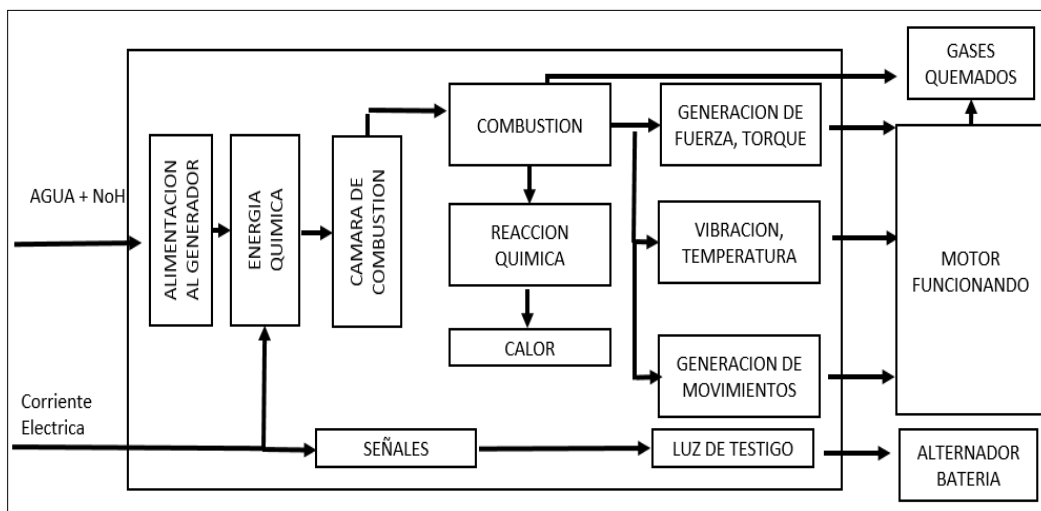 AGUA + NoH
Corriente
Electrica
ALIMENTACION
AL GENERADOR
ENERGIA
QUIMICA
CAMARA DE
COMBUSTION
COMBUSTION
REACCION
QUIMICA
CALOR
SEÑALES
GENERACION DE
FUERZA, TORQUE
VIBRACION,
TEMPERATURA
GENERACION DE
MOVIMIENTOS
LUZ DE TESTIGO
GASES
QUEMADOS
MOTOR
FUNCIONANDO
ALTERNADOR
BATERIA